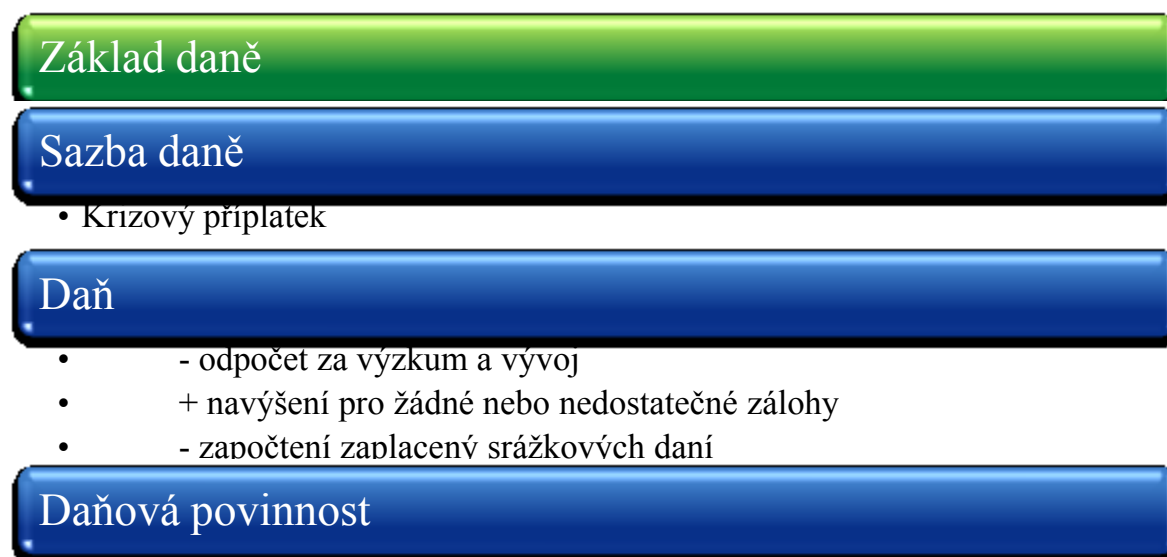 Základ daně
Sazba daně
• Krizový příplatek
Daň
• - odpočet za výzkum a vývoj
• + navýšení pro žádné nebo nedostatečné zálohy
• - započtení zaplacený srážkových daní
Daňová povinnost